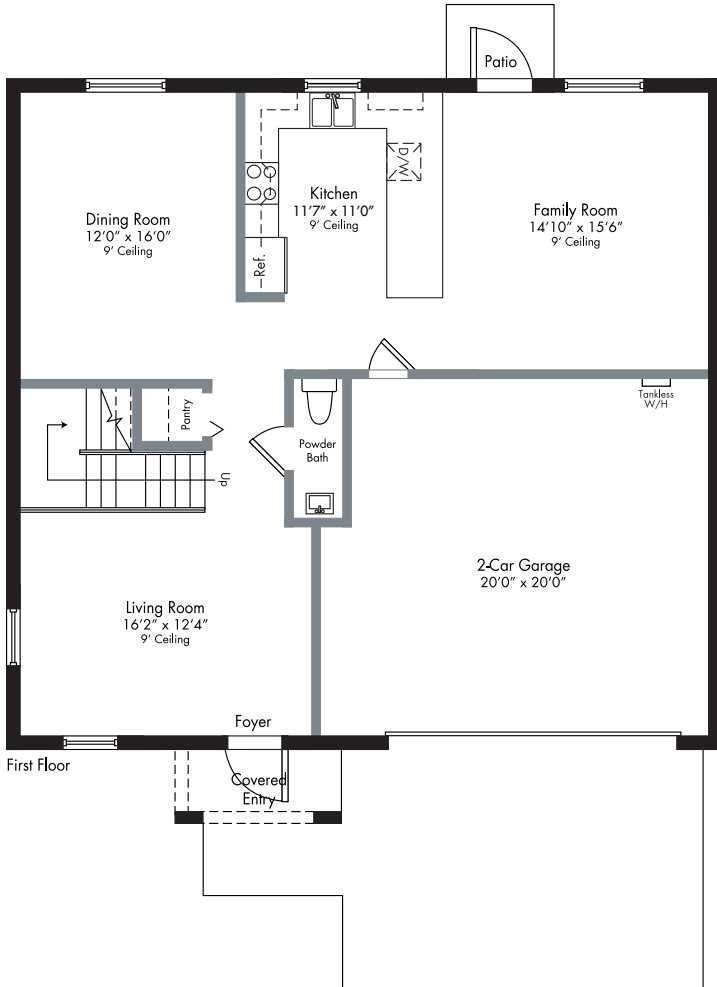 Patio
Dining Room
12’0” x 16’0”
9’ Ceiling
Kitchen
11’7” x 11’0”
9’ Ceiling
D/W
Ref.
Family Room
14’10” x 15’6”
9’ Ceiling
Pantry
Up
Powder
Bath
Tankless
W/H
2-Car Garage
20’0” x 20’0”
Living Room
16’2” x 12’4”
9’ Ceiling
Foyer
First Floor
Covered
Entry